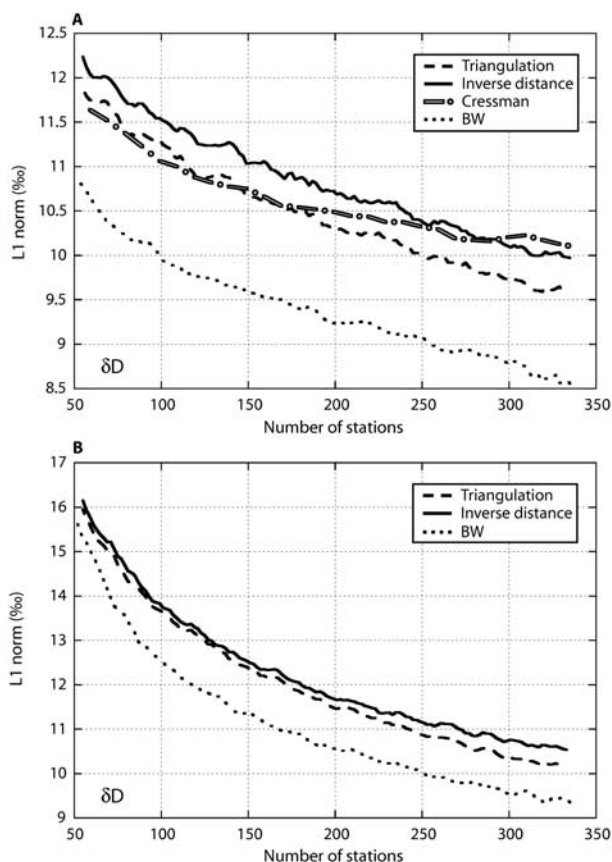 A
12.5
12
11.5
11
10.5
10
9.5
9
8.5
L1 norm (‰)
Triangulation
Inverse distance
Cressman
BW
δD
50 100 150 200 250 300 350
Number of stations
B
17
16
15
14
13
12
11
10
9
L1 norm (‰)
Triangulation
Inverse distance
BW
δD
50 100 150 200 250 300 350
Number of stations